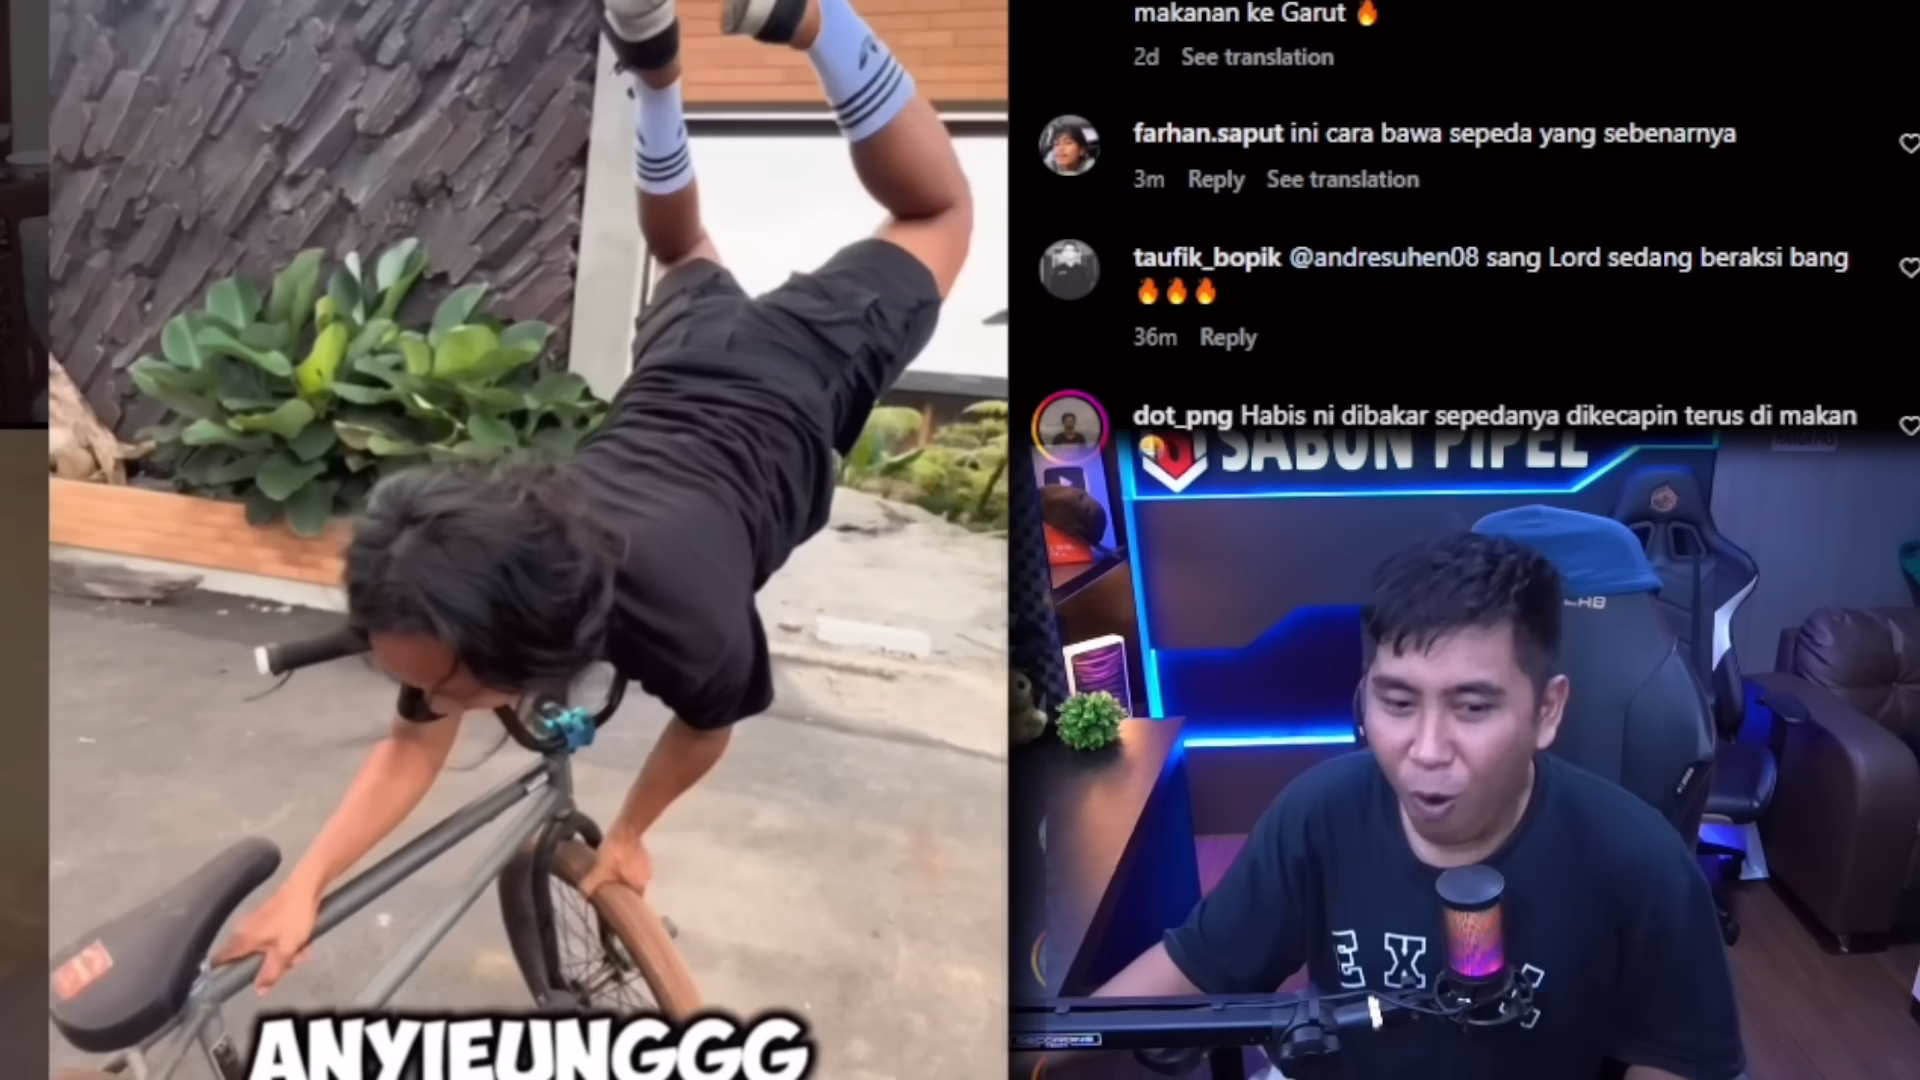 makanan ke Garut 🔥
2d See translation
farhan.saput ini cara bawa sepeda yang sebenarnya
3m Reply See translation
taufik_bopik @andresuhen08 sang Lord sedang beraksi bang
🔥🔥🔥
36m Reply
dot_png Habis ni dibakar sepedanya dikecapin terus di makan
SABUN PIPEL
E X
ANYIEUNGGG